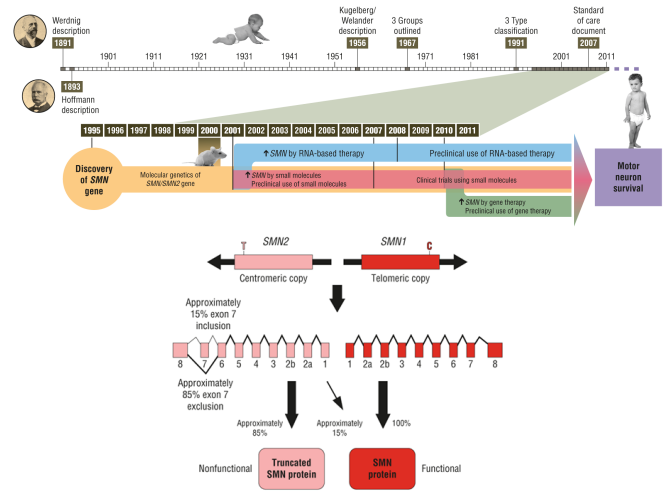 Werdnig
description
1891
Kugelberg/
Welander
description
1956
3 Groups
outlined
1967
3 Type
classification
1991
Standard of
care document
2007
1901
1921
1931
1941
1951
1961
1971
1981
2001
2011
1893
Hoffmann
description
1995 1996 1997 1998 1999 2000 2001 2002 2003 2004 2005 2006 2007 2008 2009 2010 2011
Discovery
of SMN
gene
Molecular genetics of
SMN/SMN2 gene
↑ SMN by RNA-based therapy
Preclinical use of RNA-based therapy
↑ SMN by small molecules
Preclinical use of small molecules
Clinical trials using small molecules
↑ SMN by gene therapy
Preclinical use of gene therapy
Motor
neuron
survival
T SMN2
SMN1 C
Centromeric copy
Telomeric copy
Approximately
15% exon 7
inclusion
8 7 6 5 4 3 2b 2a 1
1 2a 2b 3 4 5 6 7 8
Approximately
85% exon 7
exclusion
Approximately
85%
Approximately
15%
100%
Nonfunctional
Truncated
SMN protein
SMN
protein
Functional